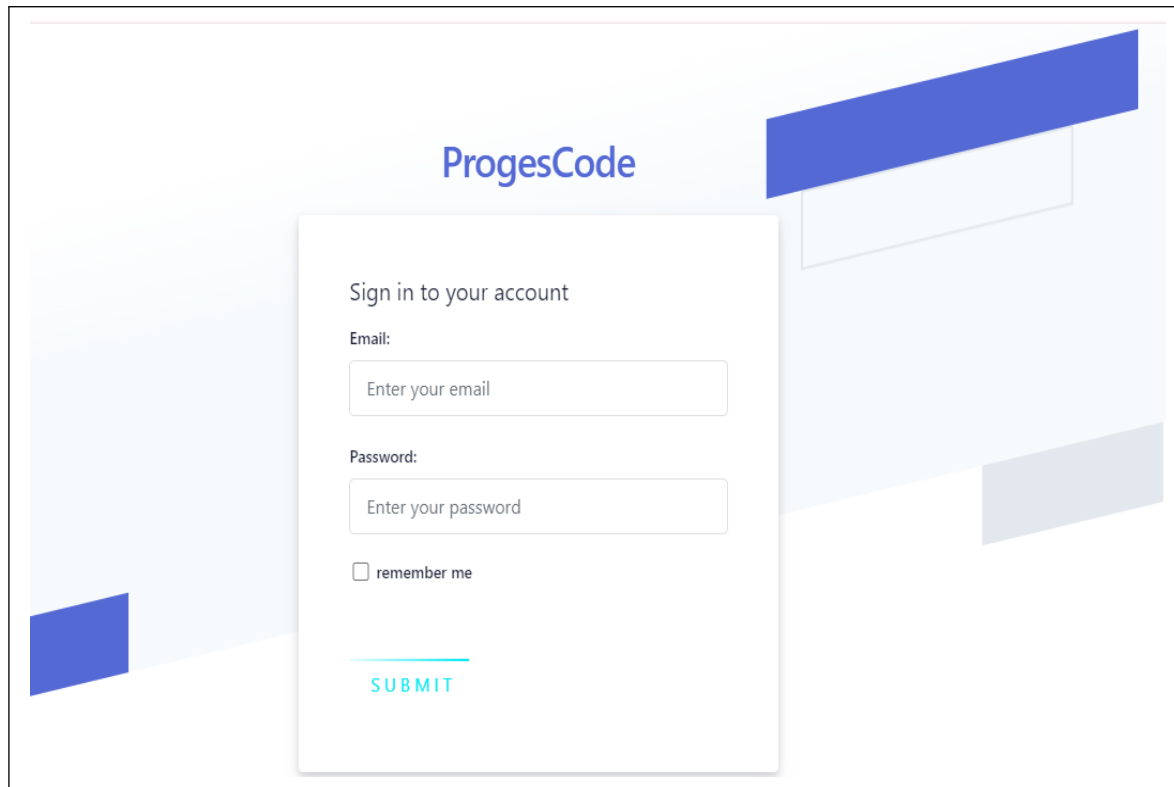 ProgesCode
Sign in to your account
Email:
Enter your email
Password:
Enter your password
remember me
SUBMIT